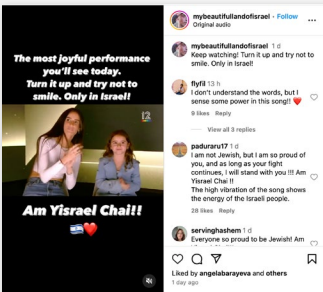 The most joyful performance
you'll see today.
Turn it up and try not to
smile. Only in Israel!
12
Am Yisrael Chai!!
mybeautifullandofisrael • Follow
Original audio
mybeautifullandofisrael 1 d
Keep watching! Turn it up and try not to
smile. Only in Israel!
flyfil 13 h
I don't understand the words, but I
sense some power in this song!!
9 likes Reply
View all 3 replies
paduraru17 1 d
I am not Jewish, but I am so proud of
you, and as long as your fight
continues, I will stand with you !!! Am
Yisrael Chai !!
The high vibration of the song shows
the energy of the Israeli people.
28 likes Reply
servinghashem 1 d
Everyone so proud to be Jewish! Am
Liked by angelabarayeva and others
1 day ago